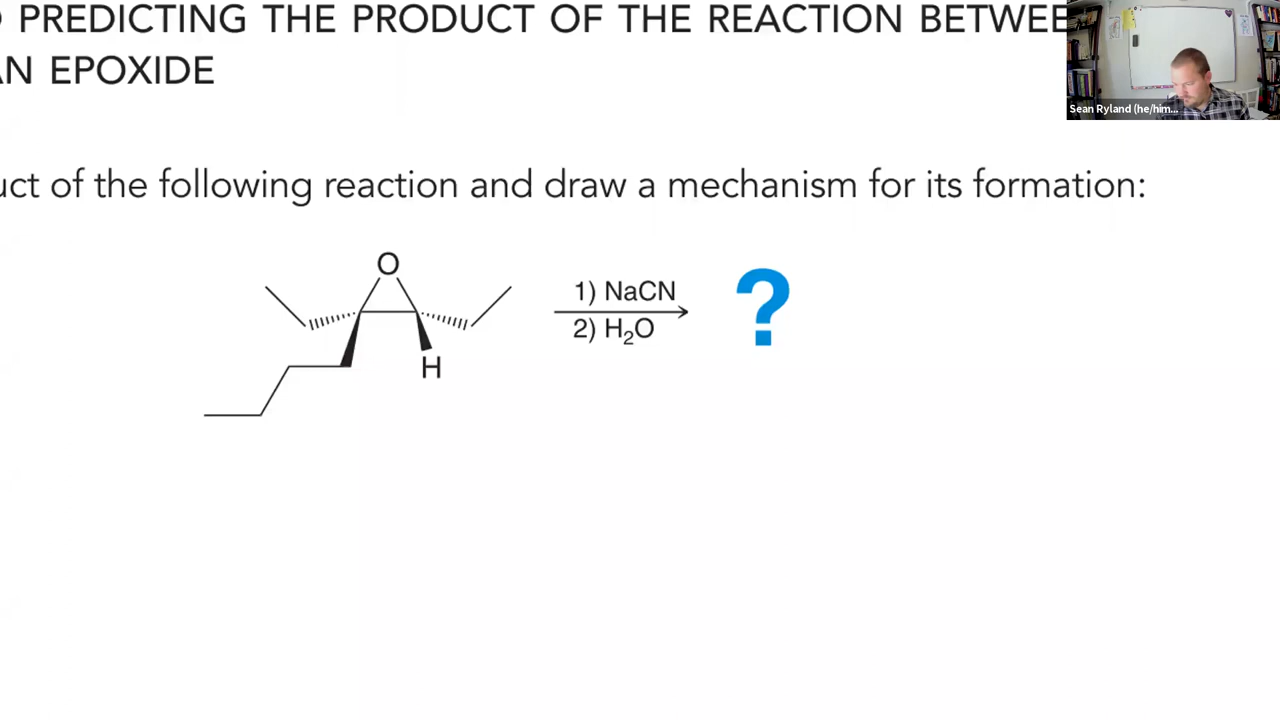 PREDICTING THE PRODUCT OF THE REACTION BETWEE
AN EPOXIDE
Sean Ryland (he/him...
uct of the following reaction and draw a mechanism for its formation:
O
H
1) NaCN
2) H₂O
?